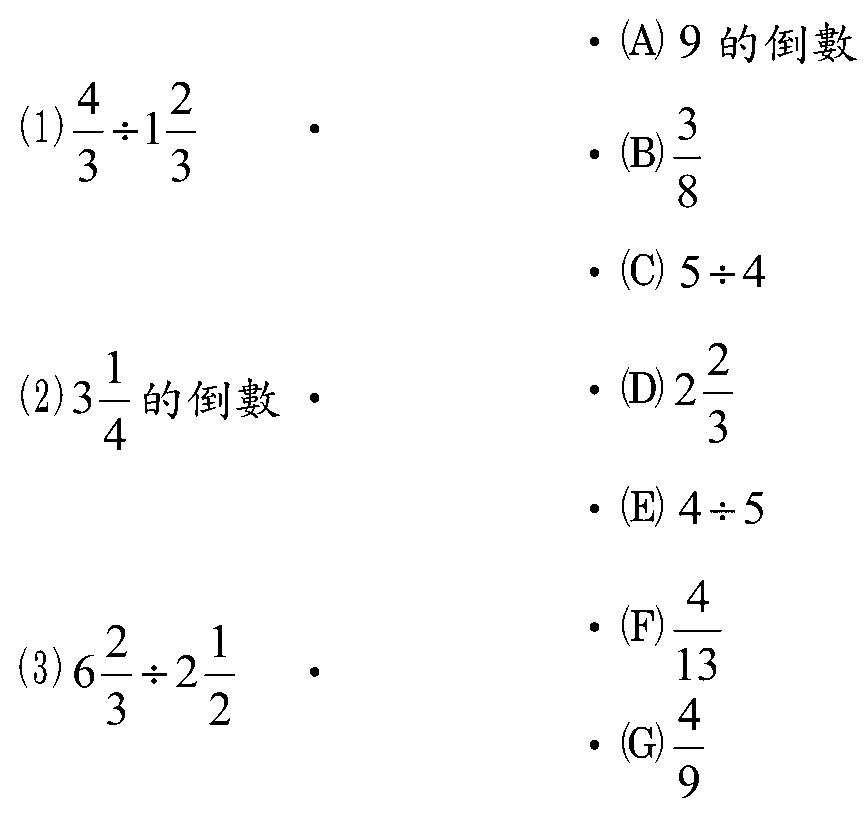 (1) 4/3 ÷ 1 2/3 •
(2) 3 1/4 的倒數 •
(3) 6 2/3 ÷ 2 1/2 •
• (A) 9 的倒數
• (B) 3/8
• (C) 5 ÷ 4
• (D) 2 2/3
• (E) 4 ÷ 5
• (F) 4/13
• (G) 4/9